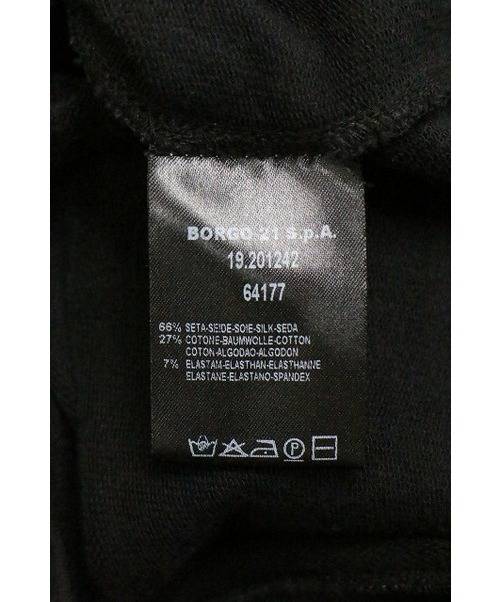 BORGO 21 S.p.A.
19.201242
64177
66% SETA-SEIDE-SOIE-SILK-SEDA
27% COTONE-BAUMWOLLE-COTTON
COTON-ALGODAO-ALGODON
7% ELASTAM-ELASTHAN-ELASTHANNE
ELASTANE-ELASTANO-SPANDEX
P